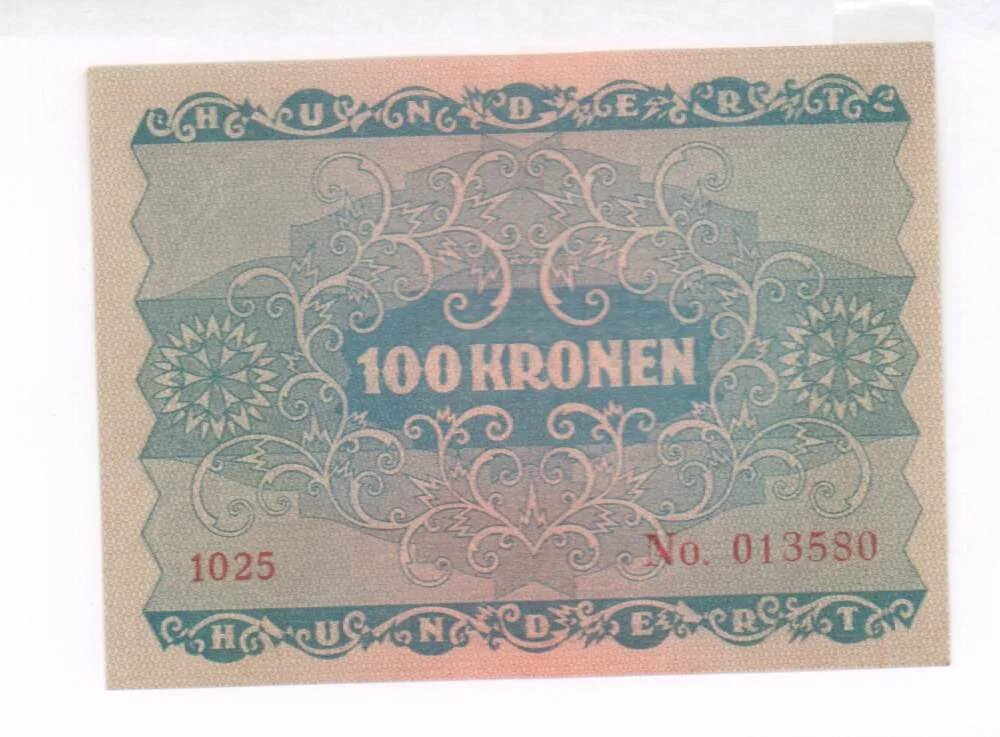 HUNDERT
100 KRONEN
1025
No. 013580
HUNDERT